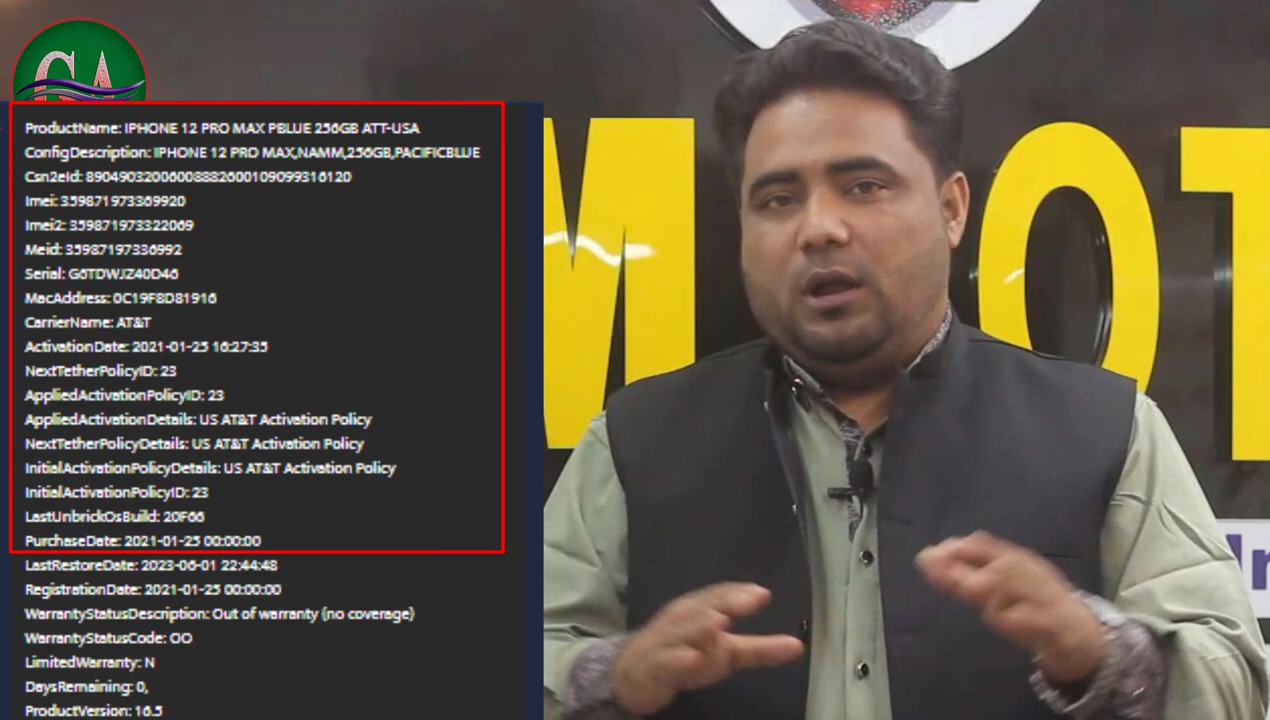 GA
ProductName: IPHONE 12 PRO MAX PBLUE 256GB ATT-USA
ConfigDescription: IPHONE 12 PRO MAX,NAMM,256GB,PACIFICBLUE
Csn2eId: 89049032006008882600109099316120
Imei: 359871973369920
Imei2: 359871973322069
Meid: 35987197336992
Serial: G6TDWJZ40D46
MacAddress: 0C19F8D81916
CarrierName: AT&T
ActivationDate: 2021-01-25 16:27:35
NextTetherPolicyID: 23
AppliedActivationPolicyID: 23
AppliedActivationDetails: US AT&T Activation Policy
NextTetherPolicyDetails: US AT&T Activation Policy
InitialActivationPolicyDetails: US AT&T Activation Policy
InitialActivationPolicyID: 23
LastUnbrickOsBuild: 20F66
PurchaseDate: 2021-01-25 00:00:00
LastRestoreDate: 2023-06-01 22:44:48
RegistrationDate: 2021-01-25 00:00:00
WarrantyStatusDescription: Out of warranty (no coverage)
WarrantyStatusCode: OO
LimitedWarranty: N
DaysRemaining: 0,
ProductVersion: 16.5
M OT